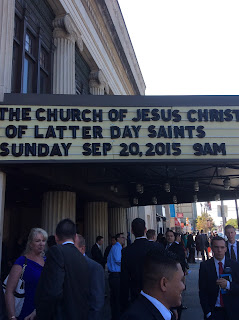 THE CHURCH OF JESUS CHRIST
OF LATTER DAY SAINTS
SUNDAY SEP 20, 2015 9AM